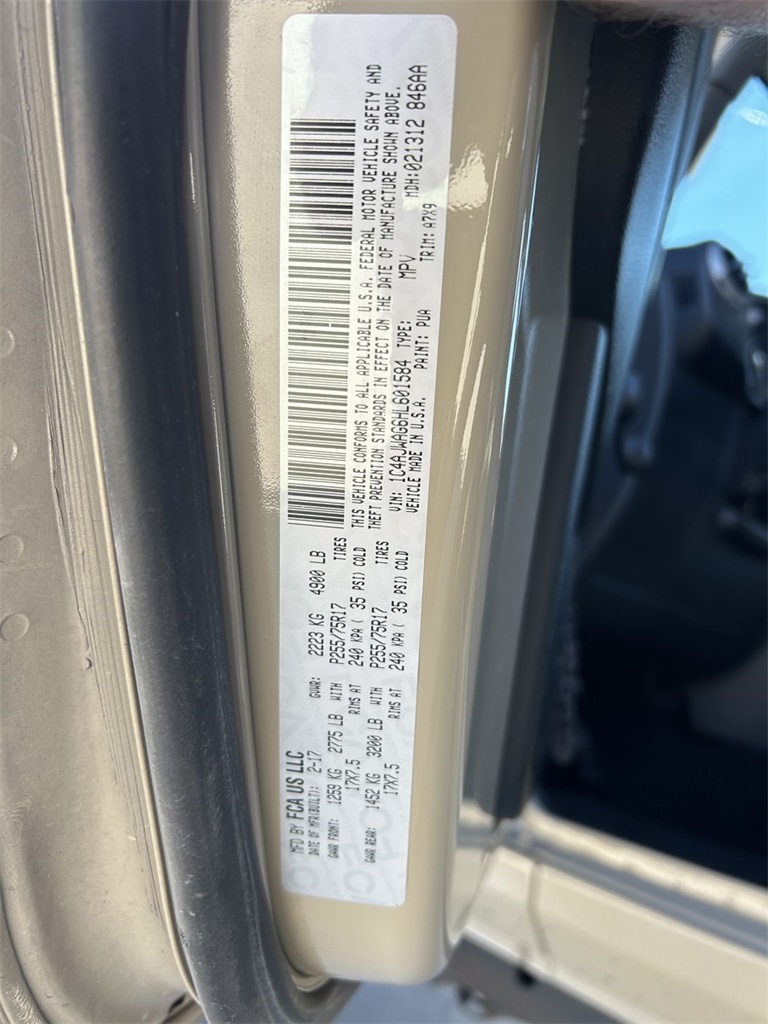 MFD BY FCA US LLC
DATE OF MFR(BUILT): 2-17 GVWR: 2223 KG 4900 LB
GAWR FRONT: 1259 KG 2775 LB WITH P255/75R17 TIRES
17X7.5 RIMS AT 240 KPA ( 35 PSI) COLD
GAWR REAR: 1452 KG 3200 LB WITH P255/75R17 TIRES
17X7.5 RIMS AT 240 KPA ( 35 PSI) COLD
THIS VEHICLE CONFORMS TO ALL APPLICABLE U.S.A. FEDERAL MOTOR VEHICLE SAFETY AND
THEFT PREVENTION STANDARDS IN EFFECT ON THE DATE OF MANUFACTURE SHOWN ABOVE.
VIN: 1C4AJWAG6HL601584 TYPE: MPV MDH:021312 846AA
VEHICLE MADE IN U.S.A. PAINT: PUA TRIM: A7X9